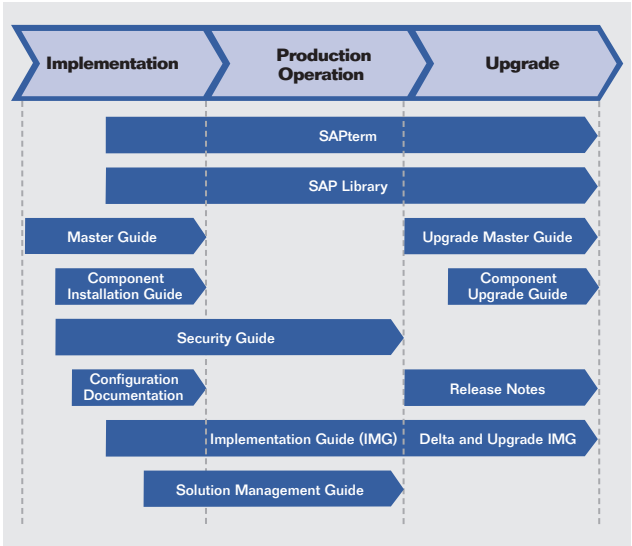 Implementation
Production
Operation
Upgrade
SAPterm
SAP Library
Master Guide
Upgrade Master Guide
Component
Installation Guide
Component
Upgrade Guide
Security Guide
Configuration
Documentation
Release Notes
Implementation Guide (IMG)
Delta and Upgrade IMG
Solution Management Guide